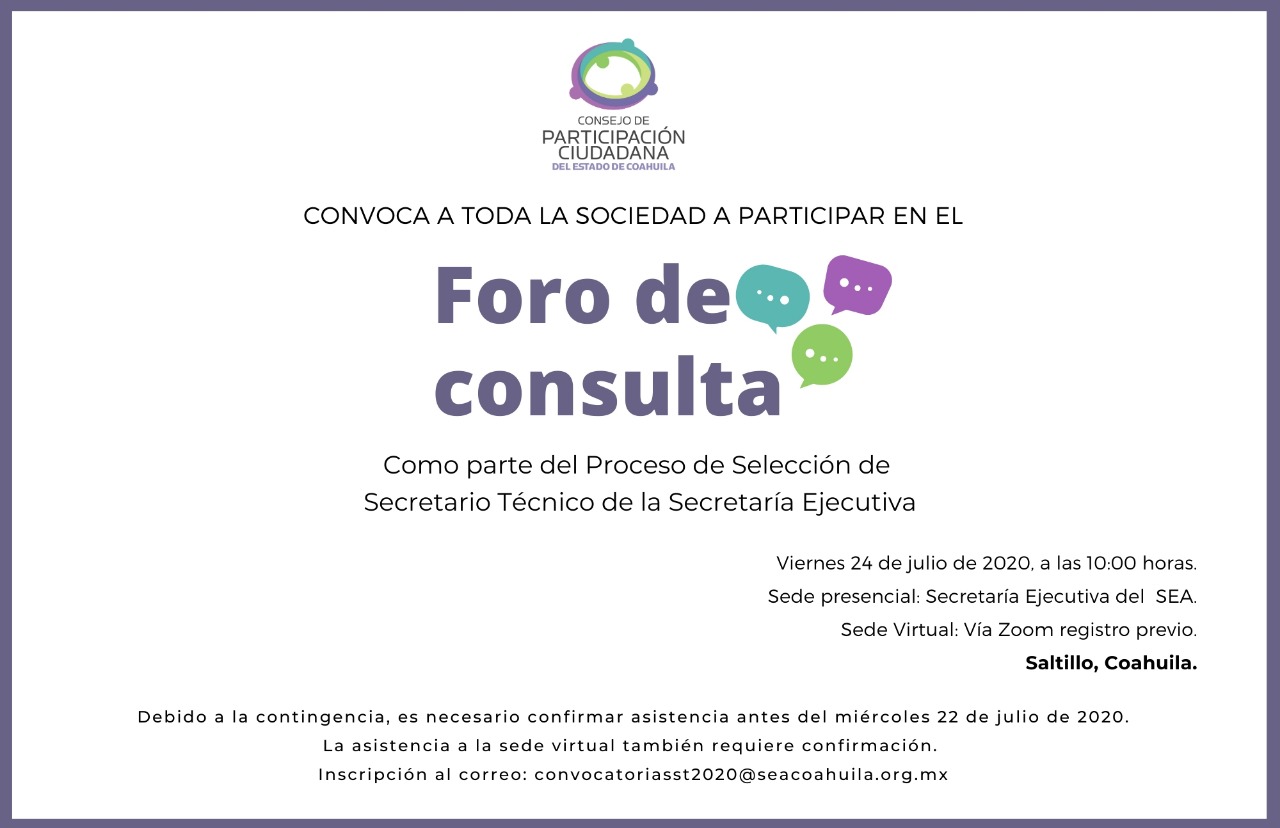 CONSEJO DE
PARTICIPACIÓN
CIUDADANA
DEL ESTADO DE COAHUILA
CONVOCA A TODA LA SOCIEDAD A PARTICIPAR EN EL
Foro de
consulta
Como parte del Proceso de Selección de
Secretario Técnico de la Secretaría Ejecutiva
Viernes 24 de julio de 2020, a las 10:00 horas.
Sede presencial: Secretaría Ejecutiva del SEA.
Sede Virtual: Vía Zoom registro previo.
Saltillo, Coahuila.
Debido a la contingencia, es necesario confirmar asistencia antes del miércoles 22 de julio de 2020.
La asistencia a la sede virtual también requiere confirmación.
Inscripción al correo: convocatoriasst2020@seacoahuila.org.mx